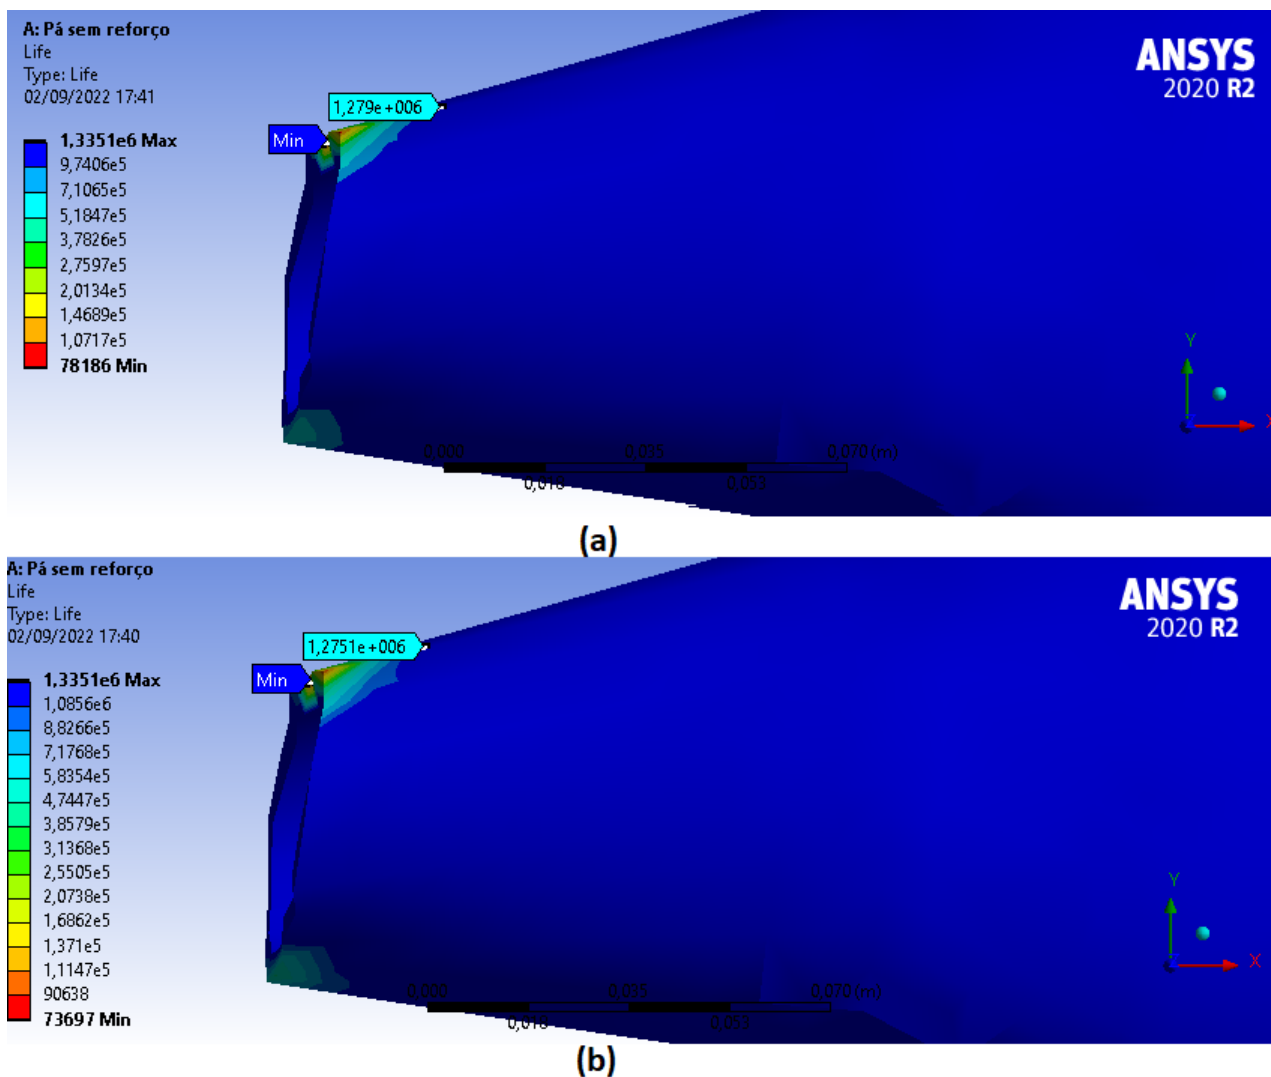 A: Pá sem reforço
Life
Type: Life
02/09/2022 17:41
ANSYS
2020 R2
1,279e+006
Min
1,3351e6 Max
9,7406e5
7,1065e5
5,1847e5
3,7826e5
2,7597e5
2,0134e5
1,4689e5
1,0717e5
78186 Min
Y
X
0,000
0,035
0,070 (m)
0,018
0,053
(a)
A: Pá sem reforço
Life
Type: Life
02/09/2022 17:40
ANSYS
2020 R2
1,2751e+006
Min
1,3351e6 Max
1,0856e6
8,8266e5
7,1768e5
5,8354e5
4,7447e5
3,8579e5
3,1368e5
2,5505e5
2,0738e5
1,6862e5
1,371e5
1,1147e5
90638
73697 Min
Y
X
0,000
0,035
0,070 (m)
0,018
0,053
(b)